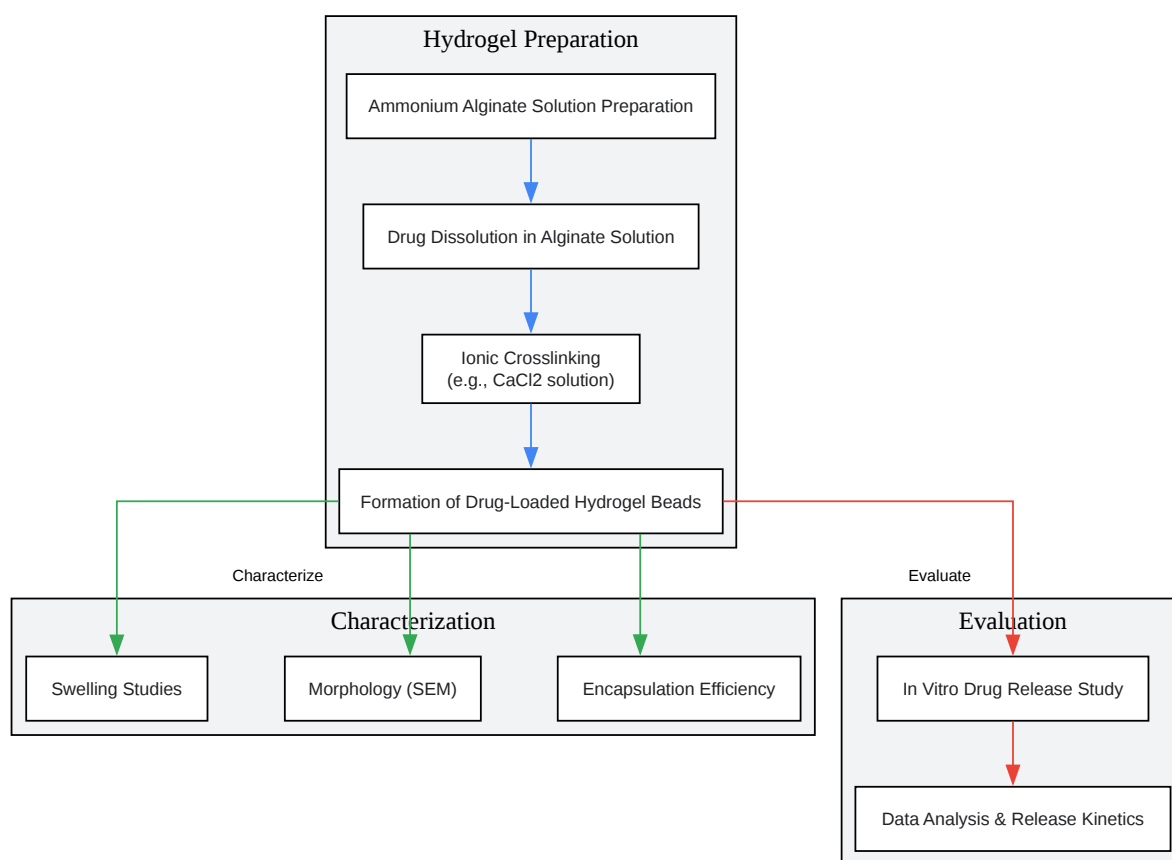 Hydrogel Preparation
Ammonium Alginate Solution Preparation
Drug Dissolution in Alginate Solution
Ionic Crosslinking
(e.g., CaCl2 solution)
Formation of Drug-Loaded Hydrogel Beads
Characterize
Evaluate
Characterization
Swelling Studies
Morphology (SEM)
Encapsulation Efficiency
Evaluation
In Vitro Drug Release Study
Data Analysis & Release Kinetics